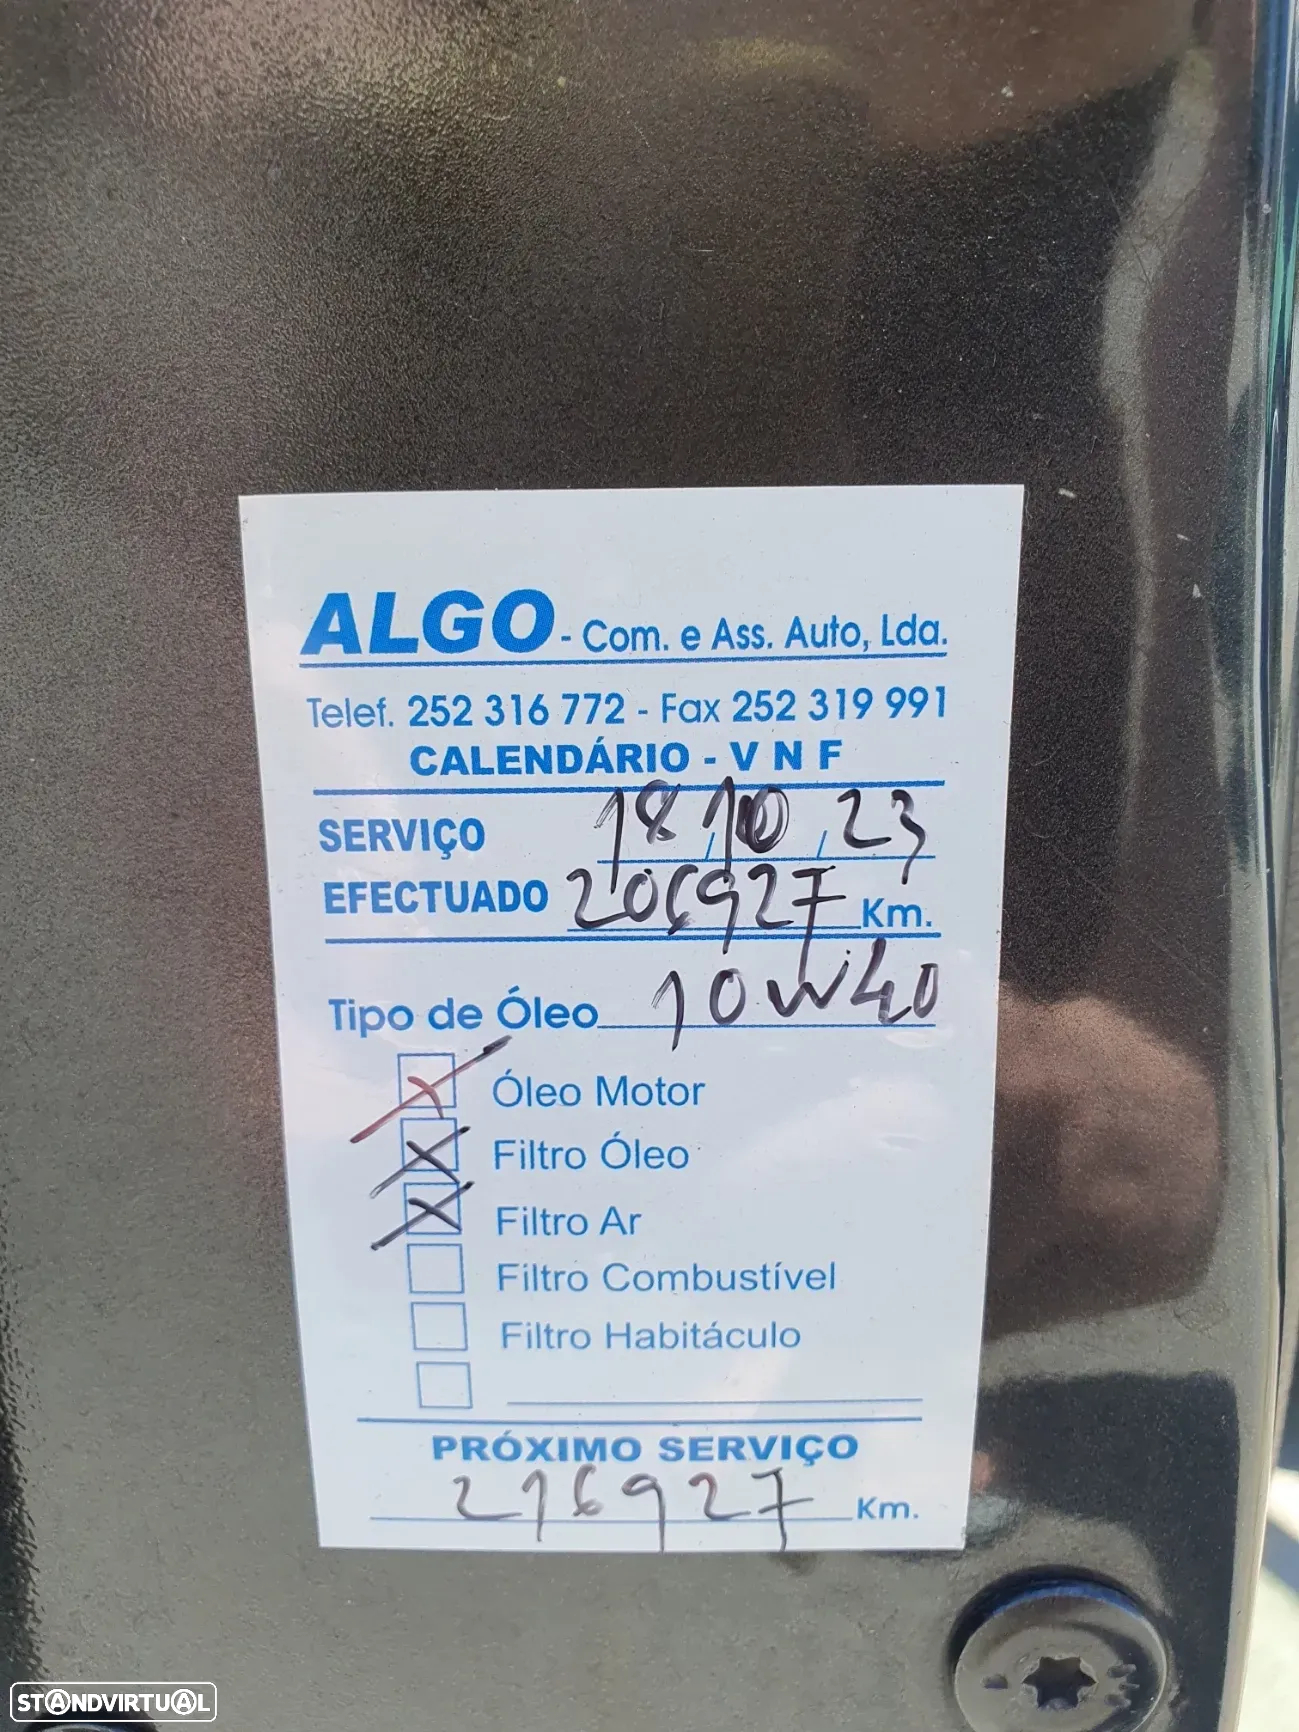 ALGO - Com. e Ass. Auto, Lda.
Telef. 252 316 772 - Fax 252 319 991
CALENDÁRIO - V N F
SERVIÇO 18/10/23
EFECTUADO 206927 Km.
Tipo de Óleo 10W40
Óleo Motor
Filtro Óleo
Filtro Ar
Filtro Combustível
Filtro Habitáculo
PRÓXIMO SERVIÇO
216927 Km.
STANDVIRTUAL